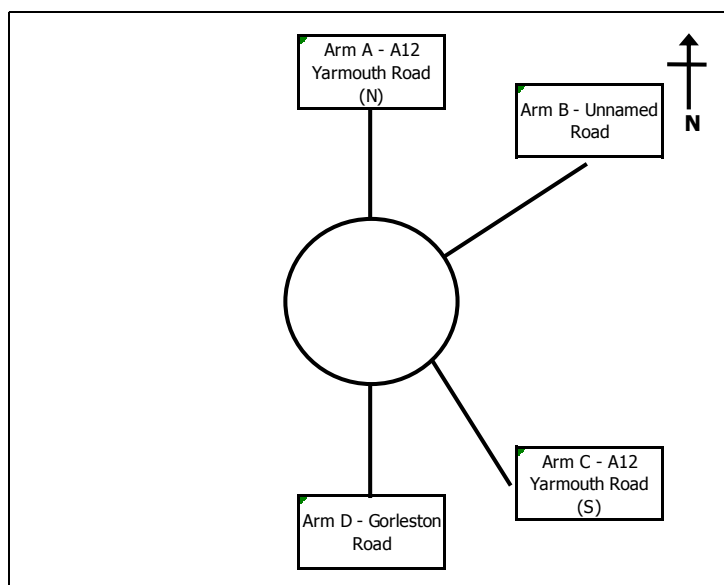 Arm A - A12
Yarmouth Road
(N)
Arm B - Unnamed
Road
N
Arm C - A12
Yarmouth Road
(S)
Arm D - Gorleston
Road